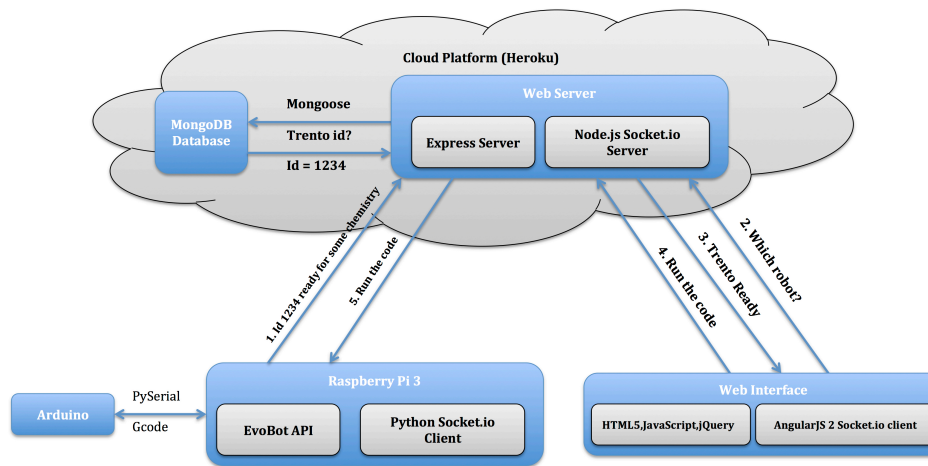 Cloud Platform (Heroku)
Web Server
Mongoose
MongoDB
Database
Trento id?
Id = 1234
Express Server
Node.js Socket.io
Server
1. Id 1234 ready for some chemistry
5. Run the code
4. Run the code
3. Trento Ready
2. Which robot?
Raspberry Pi 3
Web Interface
Arduino
PySerial
Gcode
EvoBot API
Python Socket.io
Client
HTML5,JavaScript,jQuery
AngularJS 2 Socket.io client